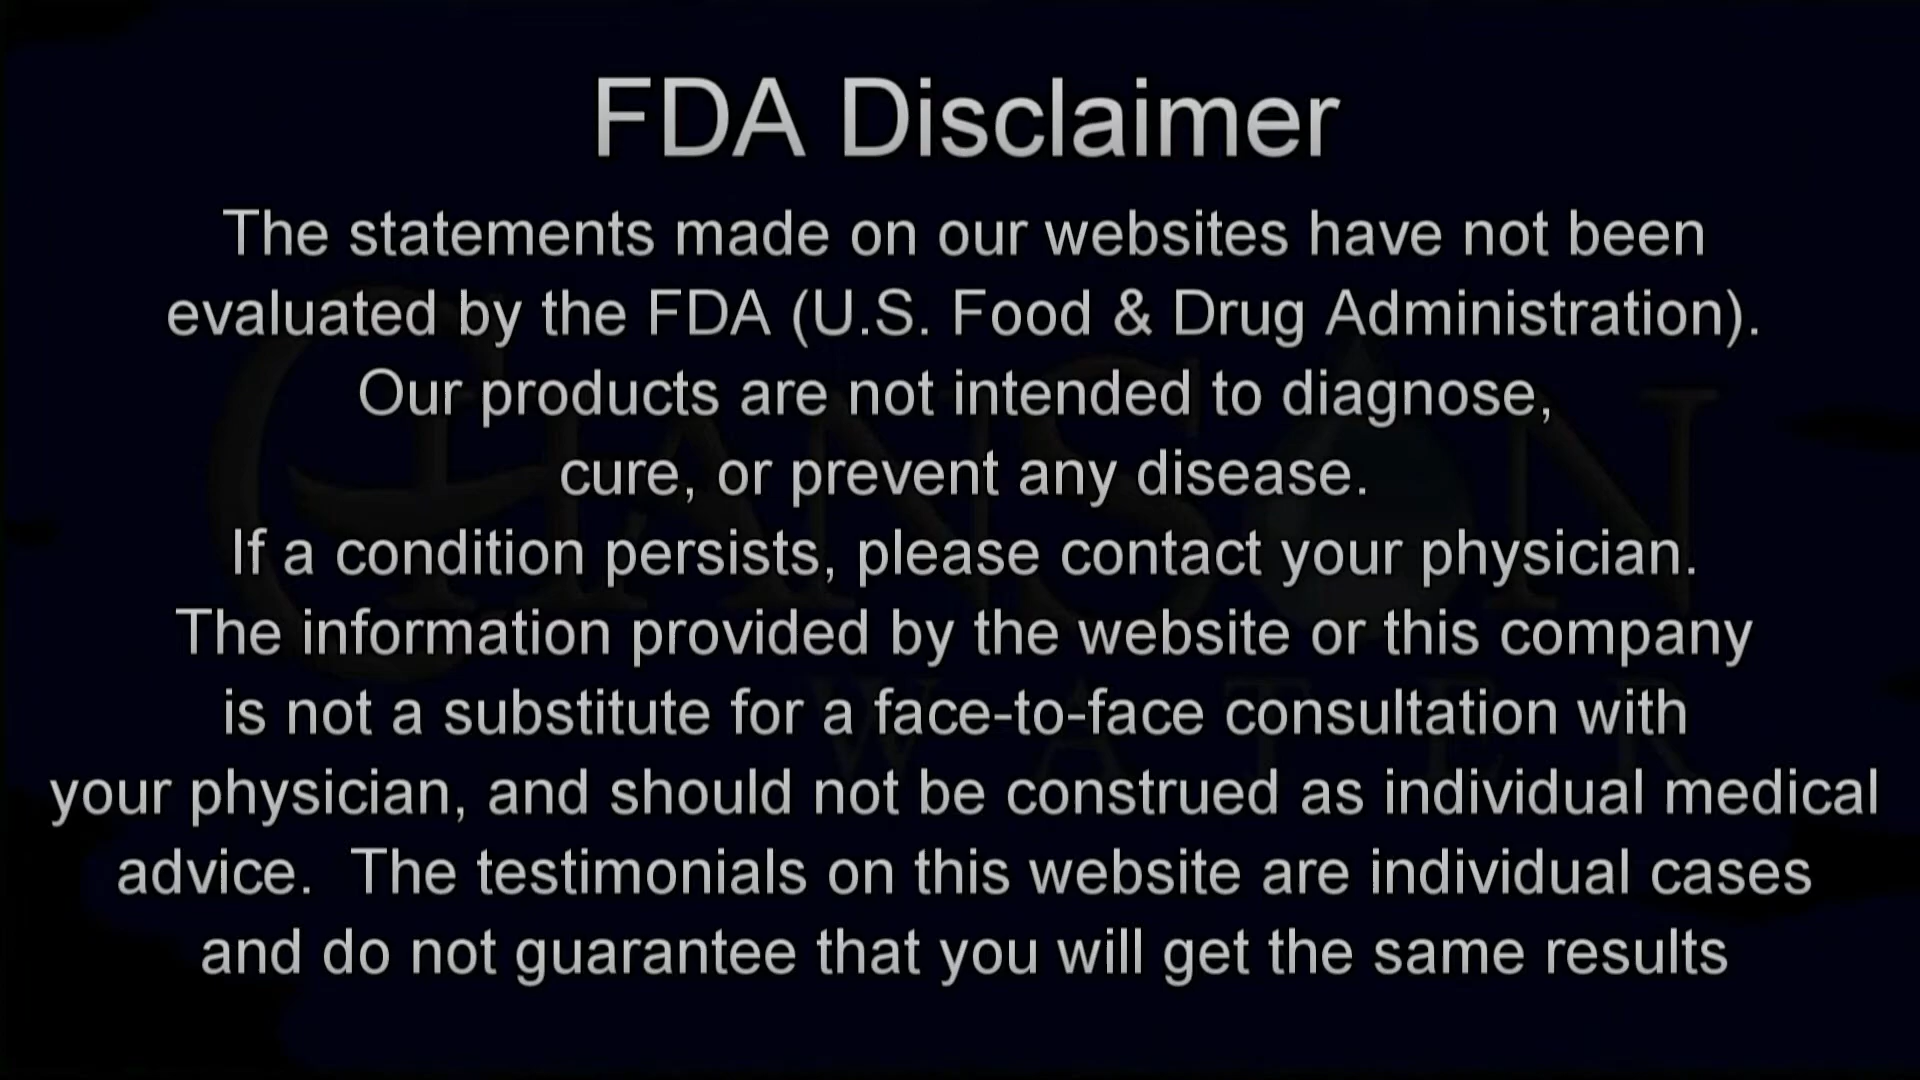 FDA Disclaimer
The statements made on our websites have not been
evaluated by the FDA (U.S. Food & Drug Administration).
Our products are not intended to diagnose,
cure, or prevent any disease.
If a condition persists, please contact your physician.
The information provided by the website or this company
is not a substitute for a face-to-face consultation with
your physician, and should not be construed as individual medical
advice.  The testimonials on this website are individual cases
and do not guarantee that you will get the same results
CHANSON
WATER